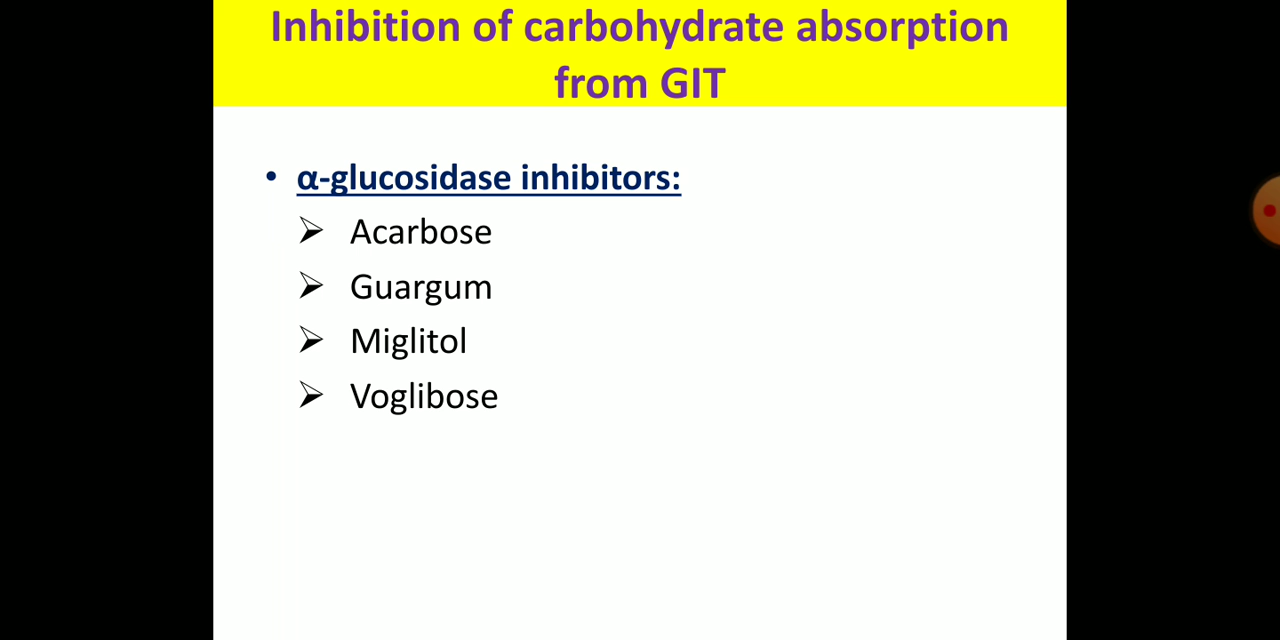 Inhibition of carbohydrate absorption
from GIT
• α-glucosidase inhibitors:
➢ Acarbose
➢ Guargum
➢ Miglitol
➢ Voglibose